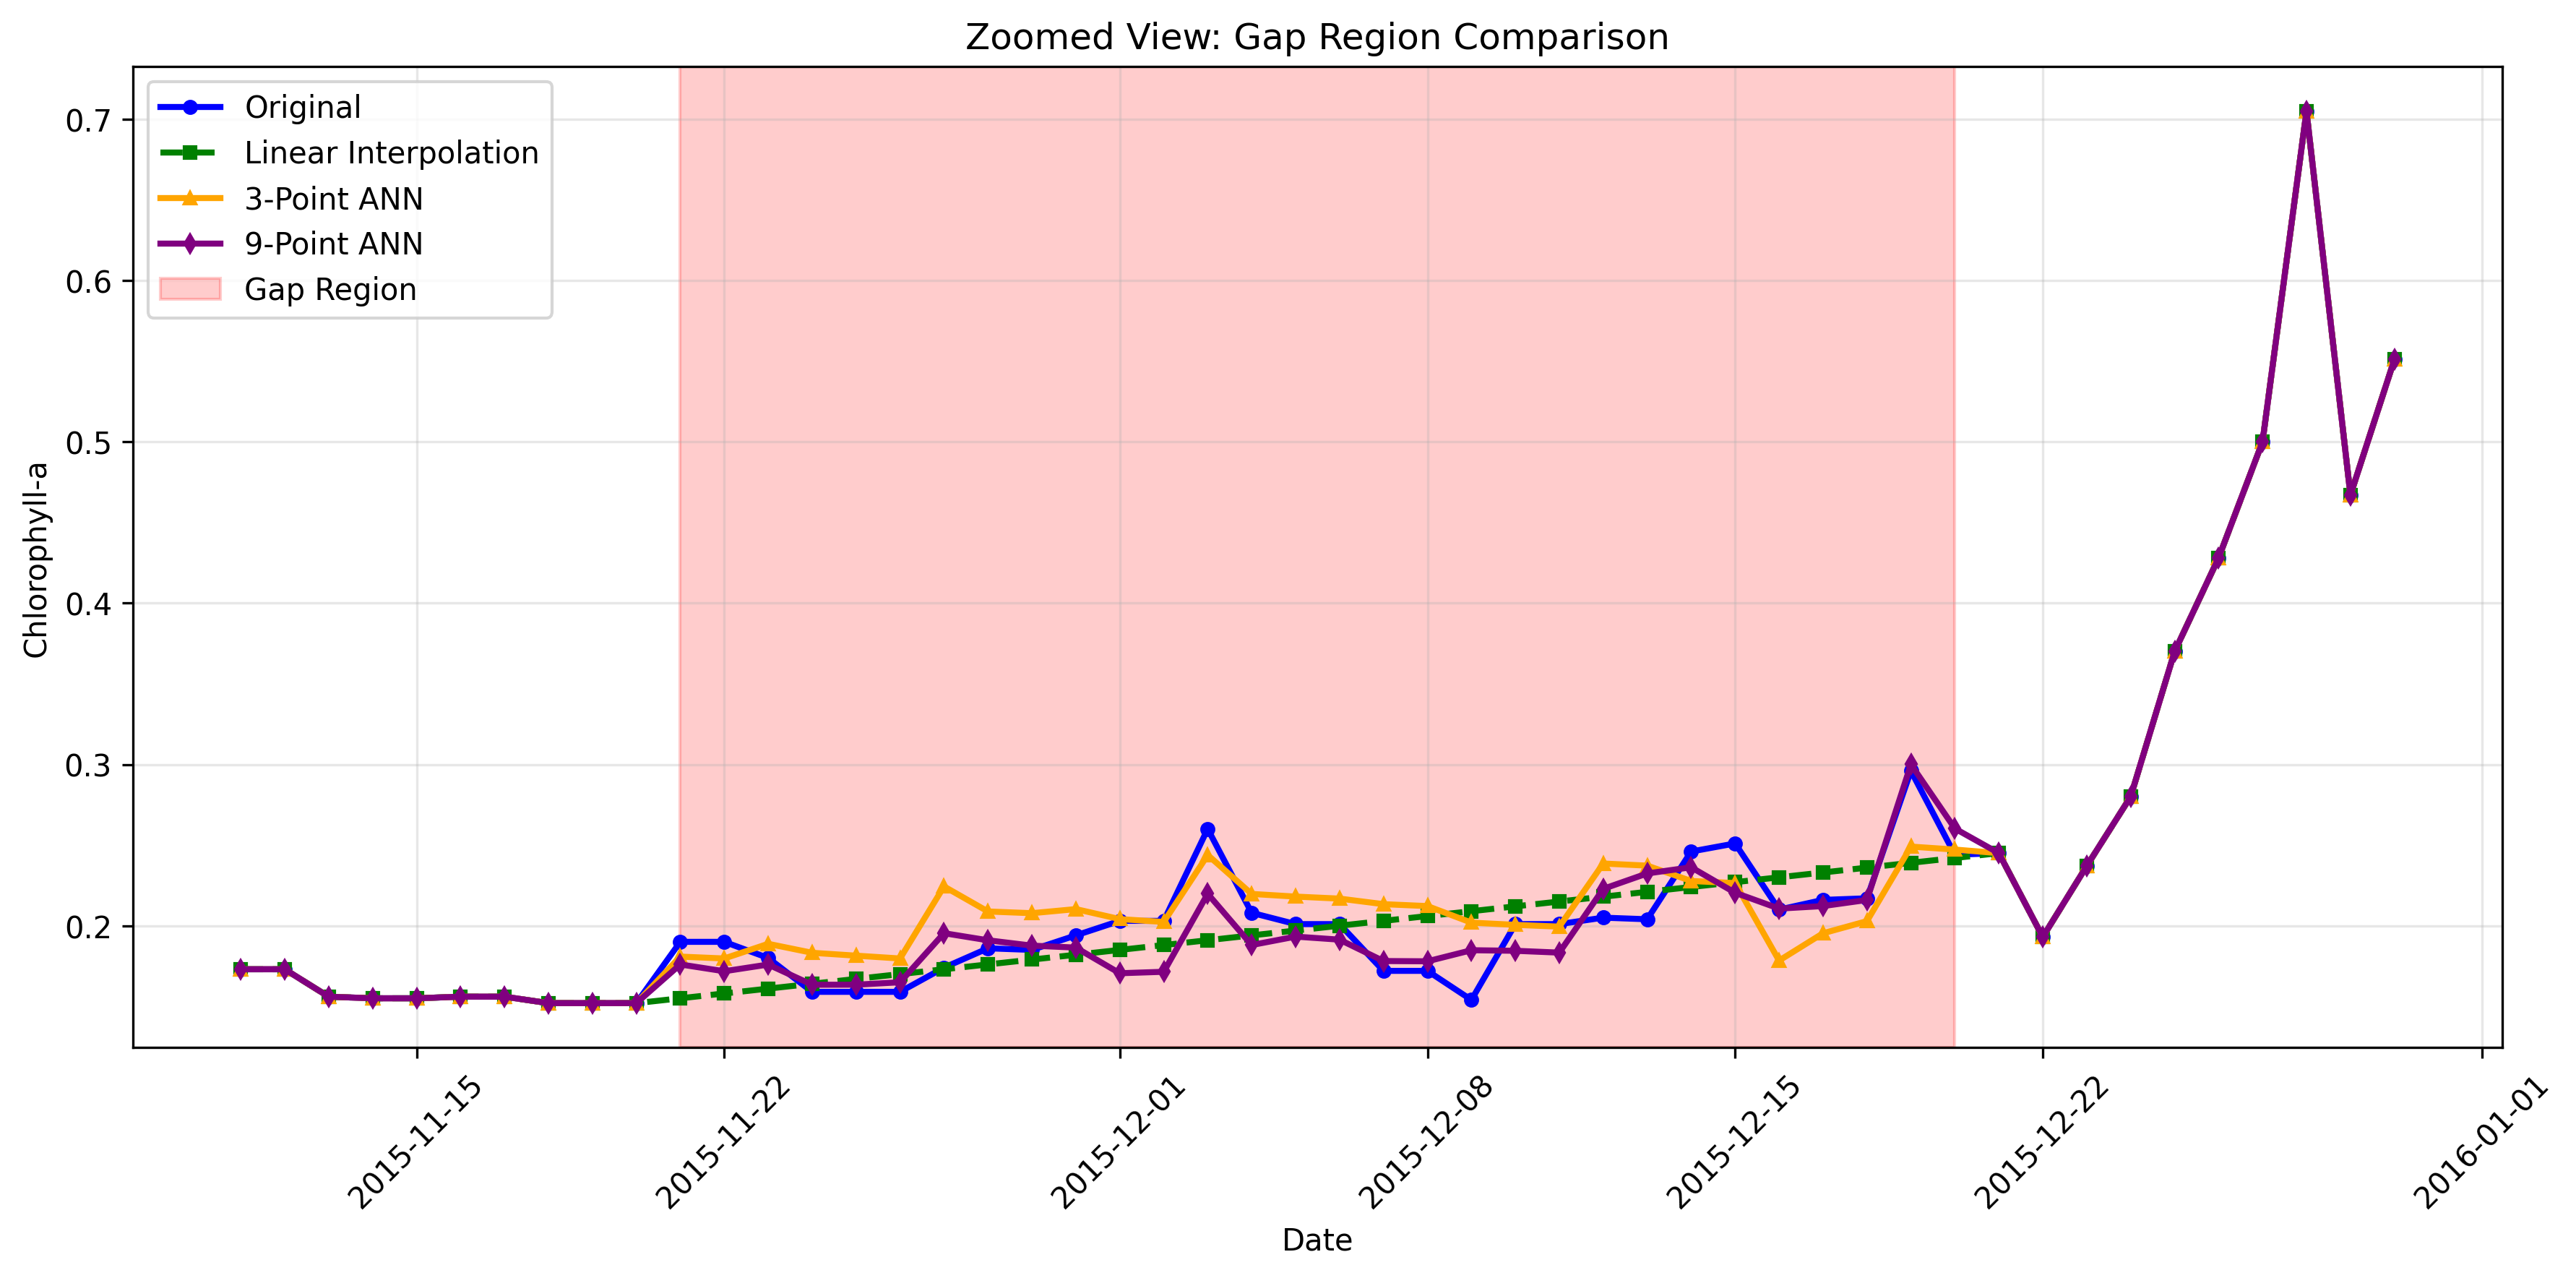 Zoomed View: Gap Region Comparison
Original
Linear Interpolation
3-Point ANN
9-Point ANN
Gap Region
Chlorophyll-a
0.7
0.6
0.5
0.4
0.3
0.2
2015-11-15
2015-11-22
2015-12-01
2015-12-08
2015-12-15
2015-12-22
2016-01-01
Date